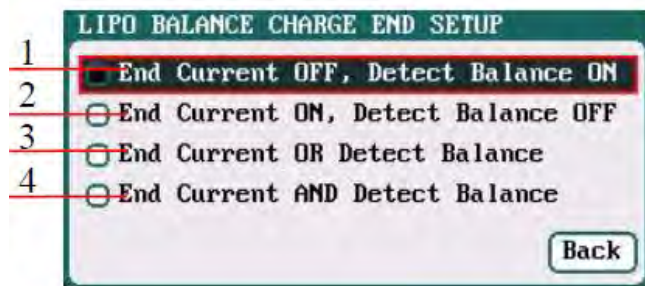 LIPO BALANCE CHARGE END SETUP
1 End Current OFF, Detect Balance ON
2 End Current ON, Detect Balance OFF
3 End Current OR Detect Balance
4 End Current AND Detect Balance
Back